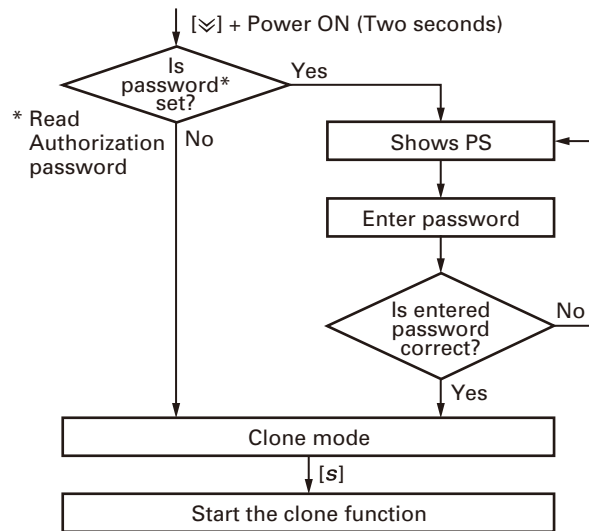 [≫] + Power ON (Two seconds)
Is
password*
set?
Yes
* Read
Authorization
password
No
Shows PS
Enter password
Is entered
password
correct?
No
Yes
Clone mode
[s]
Start the clone function